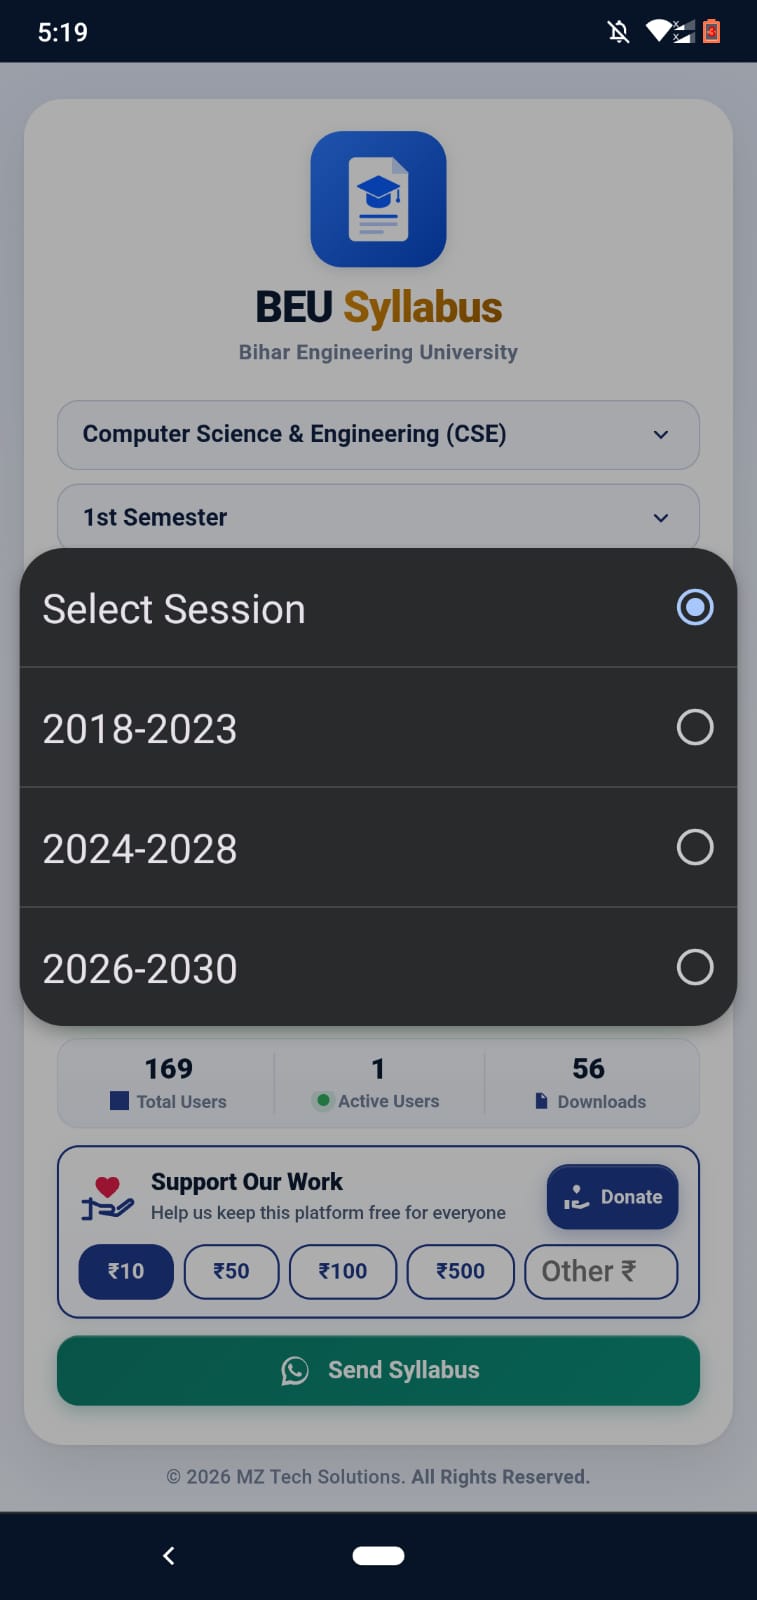 5:19
BEU Syllabus
Bihar Engineering University
Computer Science & Engineering (CSE)
1st Semester
Select Session
2018-2023
2024-2028
2026-2030
169
Total Users
1
Active Users
56
Downloads
Support Our Work
Help us keep this platform free for everyone
Donate
₹10
₹50
₹100
₹500
Other ₹
Send Syllabus
© 2026 MZ Tech Solutions. All Rights Reserved.